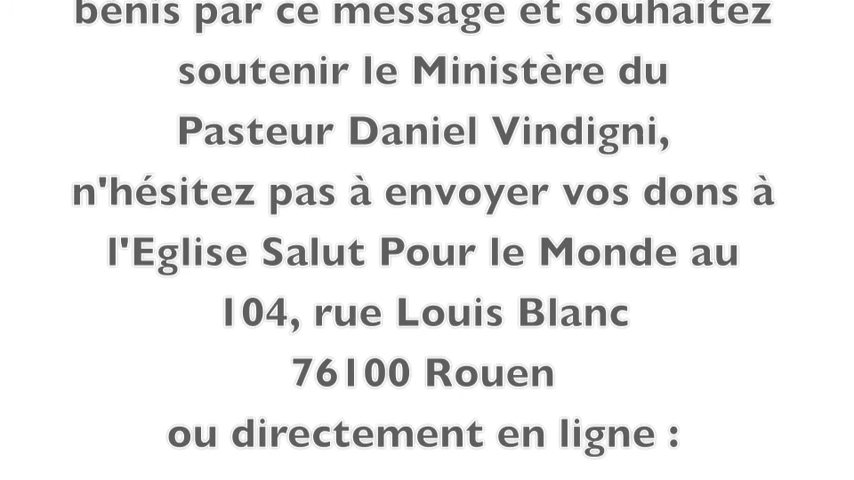 bénis par ce message et souhaitez
soutenir le Ministère du
Pasteur Daniel Vindigni,
n'hésitez pas à envoyer vos dons à
l'Eglise Salut Pour le Monde au
104, rue Louis Blanc
76100 Rouen
ou directement en ligne :